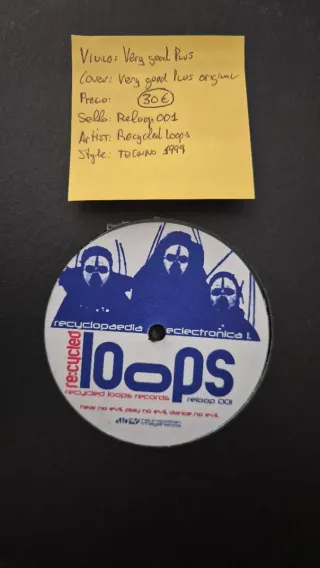 Vinilo: Very good Plus
Cover: Very good Plus original
Precio: 30€
Sello: Reloop 001
Artist: Recycled loops
Style: Techno 1999
recyclopaedia eclectronica 1.
re:cycled
loops
recycled loops records reloop 001
hear no evil, play no evil, dance no evil.